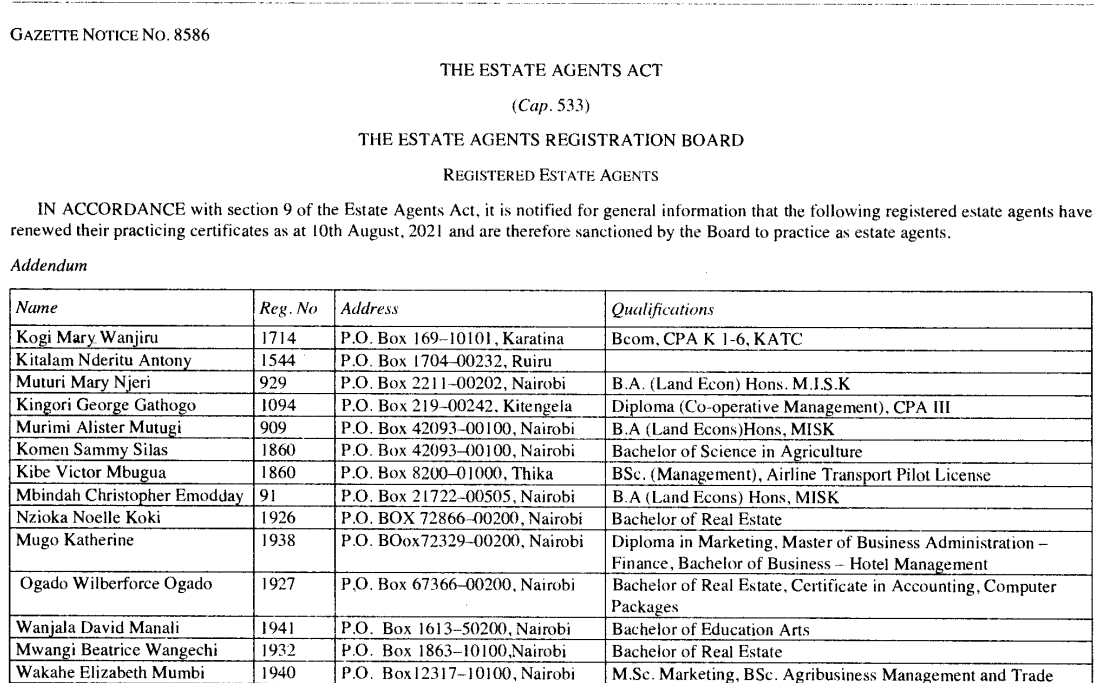 GAZETTE NOTICE NO. 8586
THE ESTATE AGENTS ACT
(Cap. 533)
THE ESTATE AGENTS REGISTRATION BOARD
REGISTERED ESTATE AGENTS
IN ACCORDANCE with section 9 of the Estate Agents Act, it is notified for general information that the following registered estate agents have
renewed their practicing certificates as at 10th August, 2021 and are therefore sanctioned by the Board to practice as estate agents.
Addendum
Name Reg. No Address Qualifications
Kogi Mary Wanjiru 1714 P.O. Box 169–10101, Karatina Bcom, CPA K 1-6, KATC
Kitalam Nderitu Antony 1544 P.O. Box 1704–00232, Ruiru
Muturi Mary Njeri 929 P.O. Box 2211–00202, Nairobi B.A. (Land Econ) Hons. M.I.S.K
Kingori George Gathogo 1094 P.O. Box 219–00242, Kitengela Diploma (Co-operative Management), CPA III
Murimi Alister Mutugi 909 P.O. Box 42093–00100, Nairobi B.A (Land Econs)Hons, MISK
Komen Sammy Silas 1860 P.O. Box 42093–00100, Nairobi Bachelor of Science in Agriculture
Kibe Victor Mbugua 1860 P.O. Box 8200–01000, Thika BSc. (Management), Airline Transport Pilot License
Mbindah Christopher Emodday 91 P.O. Box 21722–00505, Nairobi B.A (Land Econs) Hons, MISK
Nzioka Noelle Koki 1926 P.O. BOX 72866–00200, Nairobi Bachelor of Real Estate
Mugo Katherine 1938 P.O. BOox72329–00200, Nairobi Diploma in Marketing, Master of Business Administration –
Finance, Bachelor of Business – Hotel Management
Ogado Wilberforce Ogado 1927 P.O. Box 67366–00200, Nairobi Bachelor of Real Estate, Certificate in Accounting, Computer
Packages
Wanjala David Manali 1941 P.O. Box 1613–50200, Nairobi Bachelor of Education Arts
Mwangi Beatrice Wangechi 1932 P.O. Box 1863–10100,Nairobi Bachelor of Real Estate
Wakahe Elizabeth Mumbi 1940 P.O. Box12317–10100, Nairobi M.Sc. Marketing, BSc. Agribusiness Management and Trade